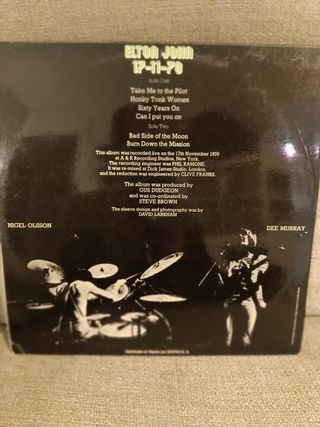 ELTON JOHN
17-11-70
Side One
Take Me to the Pilot
Honky Tonk Women
Sixty Years On
Can I put you on
Side Two
Bad Side of the Moon
Burn Down the Mission
This album was recorded live on the 17th November 1970
at A & R Recording Studios, New York.
The recording engineer was PHIL RAMONE.
It was re-mixed at Dick James Studio, London,
and the reduction was engineered by CLIVE FRANKS.
The album was produced by
GUS DUDGEON
and was co-ordinated by
STEVE BROWN
The sleeve design and photography was by
DAVID LARKHAM
NIGEL OLSSON
DEE MURRAY